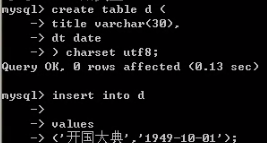 mysql> create table d (
-> title varchar(30),
-> dt date
-> ) charset utf8;
Query OK, 0 rows affected (0.13 sec)
mysql> insert into d
->
-> values
-> ('开国大典','1949-10-01');